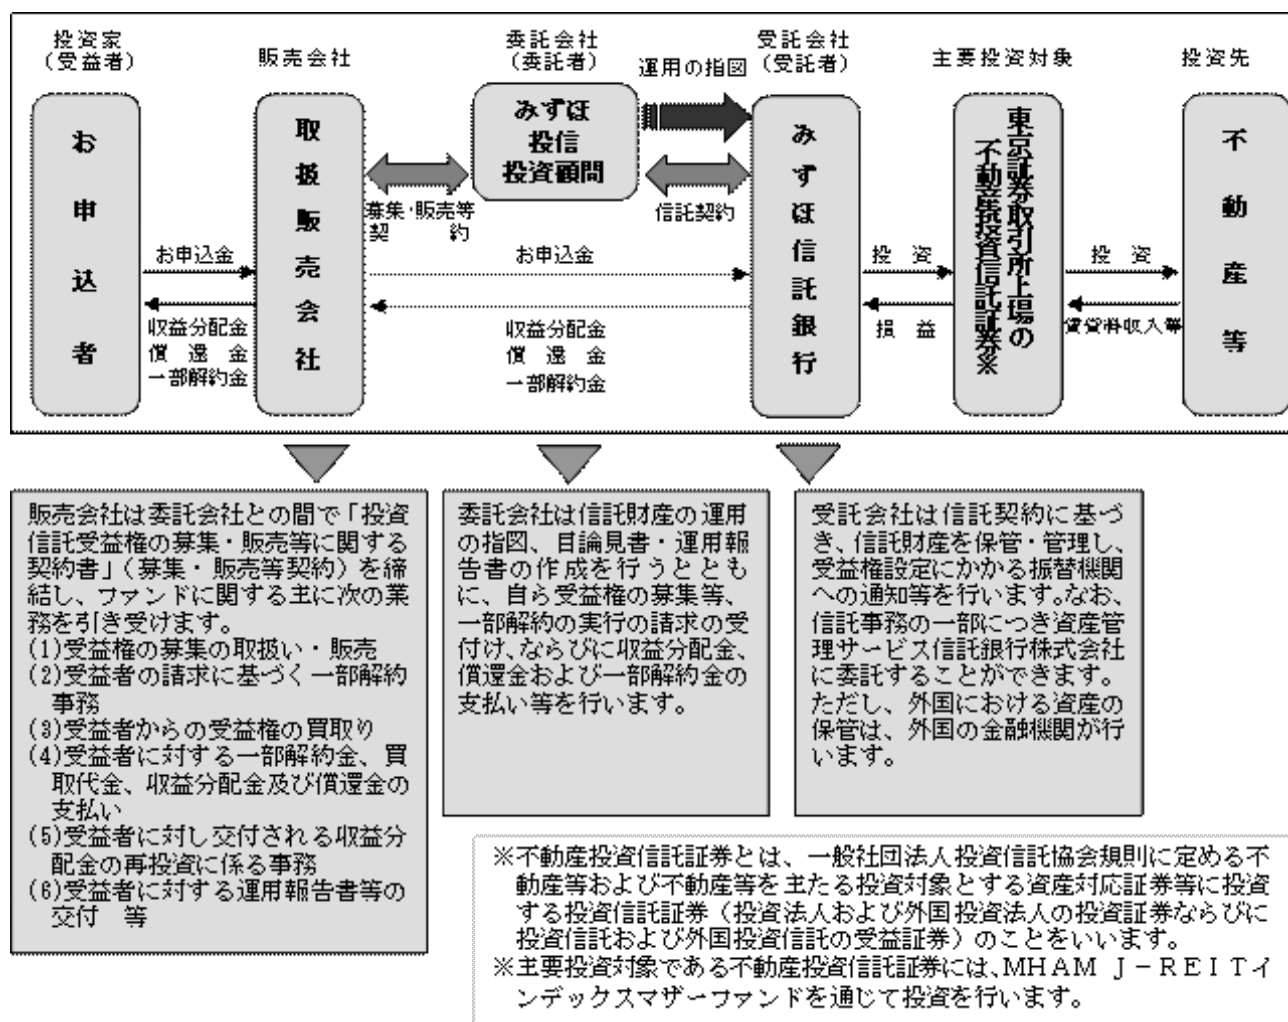 投資家
(受益者)
販売会社
委託会社
(委託者)
運用の指図
受託会社
(受託者)
主要投資対象
投資先
お申込者
取扱販売会社
みずほ
投信
投資顧問
みずほ信託銀行
東京証券取引所上場の
不動産投資信託証券※
不動産等
募集・販売等
契　約
信託契約
お申込金
お申込金
投　資
投　資
収益分配金
償　還　金
一部解約金
収益分配金
償　還　金
一部解約金
損　益
賃貸料収入等
販売会社は委託会社との間で「投資
信託受益権の募集・販売等に関する
契約書」(募集・販売等契約)を締
結し、ファンドに関する主に次の業
務を引き受けます。
(1)受益権の募集の取扱い・販売
(2)受益者の請求に基づく一部解約
事務
(3)受益者からの受益権の買取り
(4)受益者に対する一部解約金、買
取代金、収益分配金及び償還金の
支払い
(5)受益者に対し交付される収益分
配金の再投資に係る事務
(6)受益者に対する運用報告書等の
交付　等
委託会社は信託財産の運用
の指図、目論見書・運用報
告書の作成を行うととも
に、自ら受益権の募集等、
一部解約の実行の請求の受
付け、ならびに収益分配金、
償還金および一部解約金の
支払い等を行います。
受託会社は信託契約に基づ
き、信託財産を保管・管理し、
受益権設定にかかる振替機関
への通知等を行います。なお、
信託事務の一部につき資産管
理サービス信託銀行株式会社
に委託することができます。
ただし、外国における資産の
保管は、外国の金融機関が行
います。
※不動産投資信託証券とは、一般社団法人投資信託協会規則に定める不
動産等および不動産等を主たる投資対象とする資産対応証券等に投資
する投資信託証券(投資法人および外国投資法人の投資証券ならびに
投資信託および外国投資信託の受益証券)のことをいいます。
※主要投資対象である不動産投資信託証券には、MHAM　J-REITイ
ンデックスマザーファンドを通じて投資を行います。